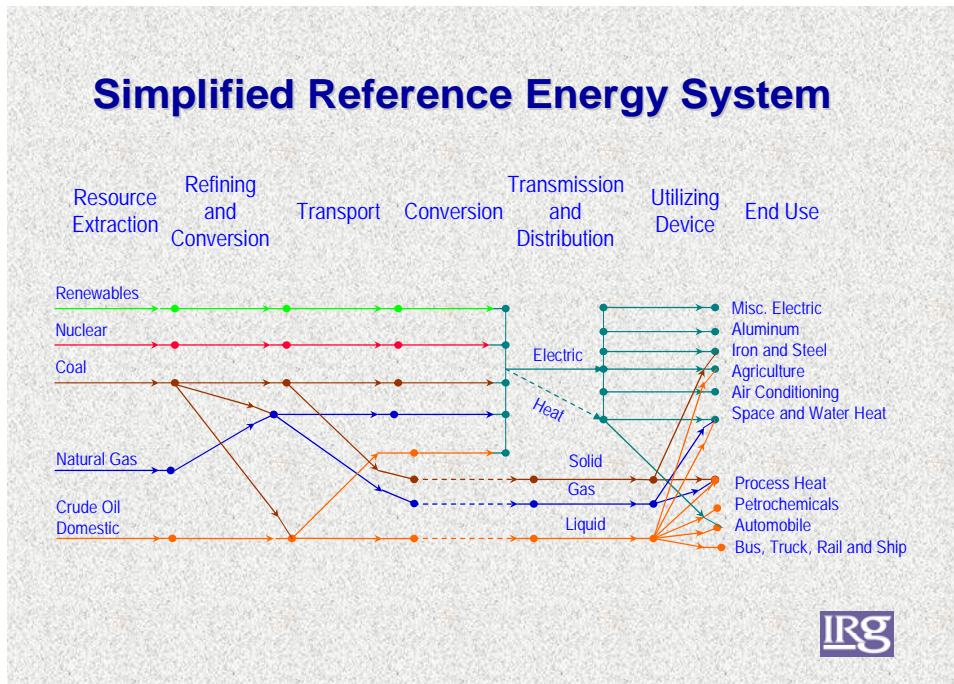 Simplified Reference Energy System
Resource
Extraction
Refining
and
Conversion
Transport
Conversion
Transmission
and
Distribution
Utilizing
Device
End Use
Renewables
Nuclear
Coal
Natural Gas
Crude Oil
Domestic
Electric
Heat
Solid
Gas
Liquid
Misc. Electric
Aluminum
Iron and Steel
Agriculture
Air Conditioning
Space and Water Heat
Process Heat
Petrochemicals
Automobile
Bus, Truck, Rail and Ship
IRg